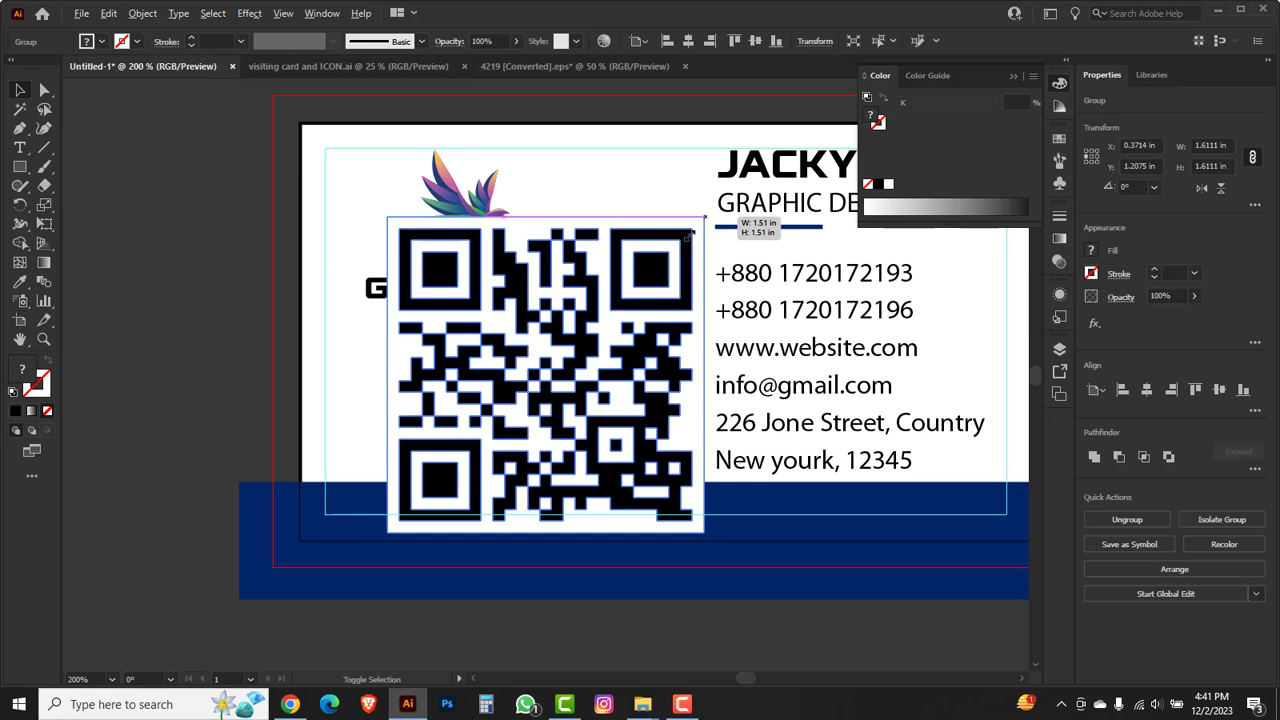 Ai File Edit Object Type Select Effect View Window Help Search Adobe Help
Group ? Stroke: Basic Opacity: 100% Style: Transform
Untitled-1* @ 200 % (RGB/Preview) × visiting card and ICON.ai @ 25 % (RGB/Preview) × 4219 [Converted].eps* @ 50 % (RGB/Preview) ×
Color Color Guide
K %
?
Properties Libraries
Group
Transform
X: 0.3714 in W: 1.6111 in
Y: 1.2075 in H: 1.6111 in
0°
Appearance
? Fill
Stroke
Opacity 100%
fx.
Align
Pathfinder
Expand
Quick Actions
Ungroup Isolate Group
Save as Symbol Recolor
Arrange
Start Global Edit
JACKY
GRAPHIC DE
W: 1.51 in
H: 1.51 in
G
+880 1720172193
+880 1720172196
www.website.com
info@gmail.com
226 Jone Street, Country
New yourk, 12345
?
200% 0° 1 Toggle Selection
Type here to search
Ai Ps
1
1
4:41 PM
12/2/2023
3